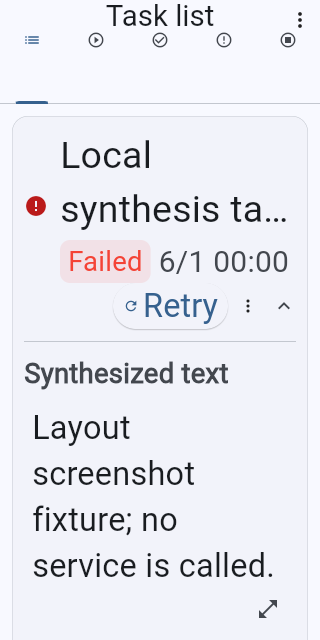 Task list
Local
synthesis ta…
Failed 6/1 00:00
Retry
Synthesized text
Layout
screenshot
fixture; no
service is called.